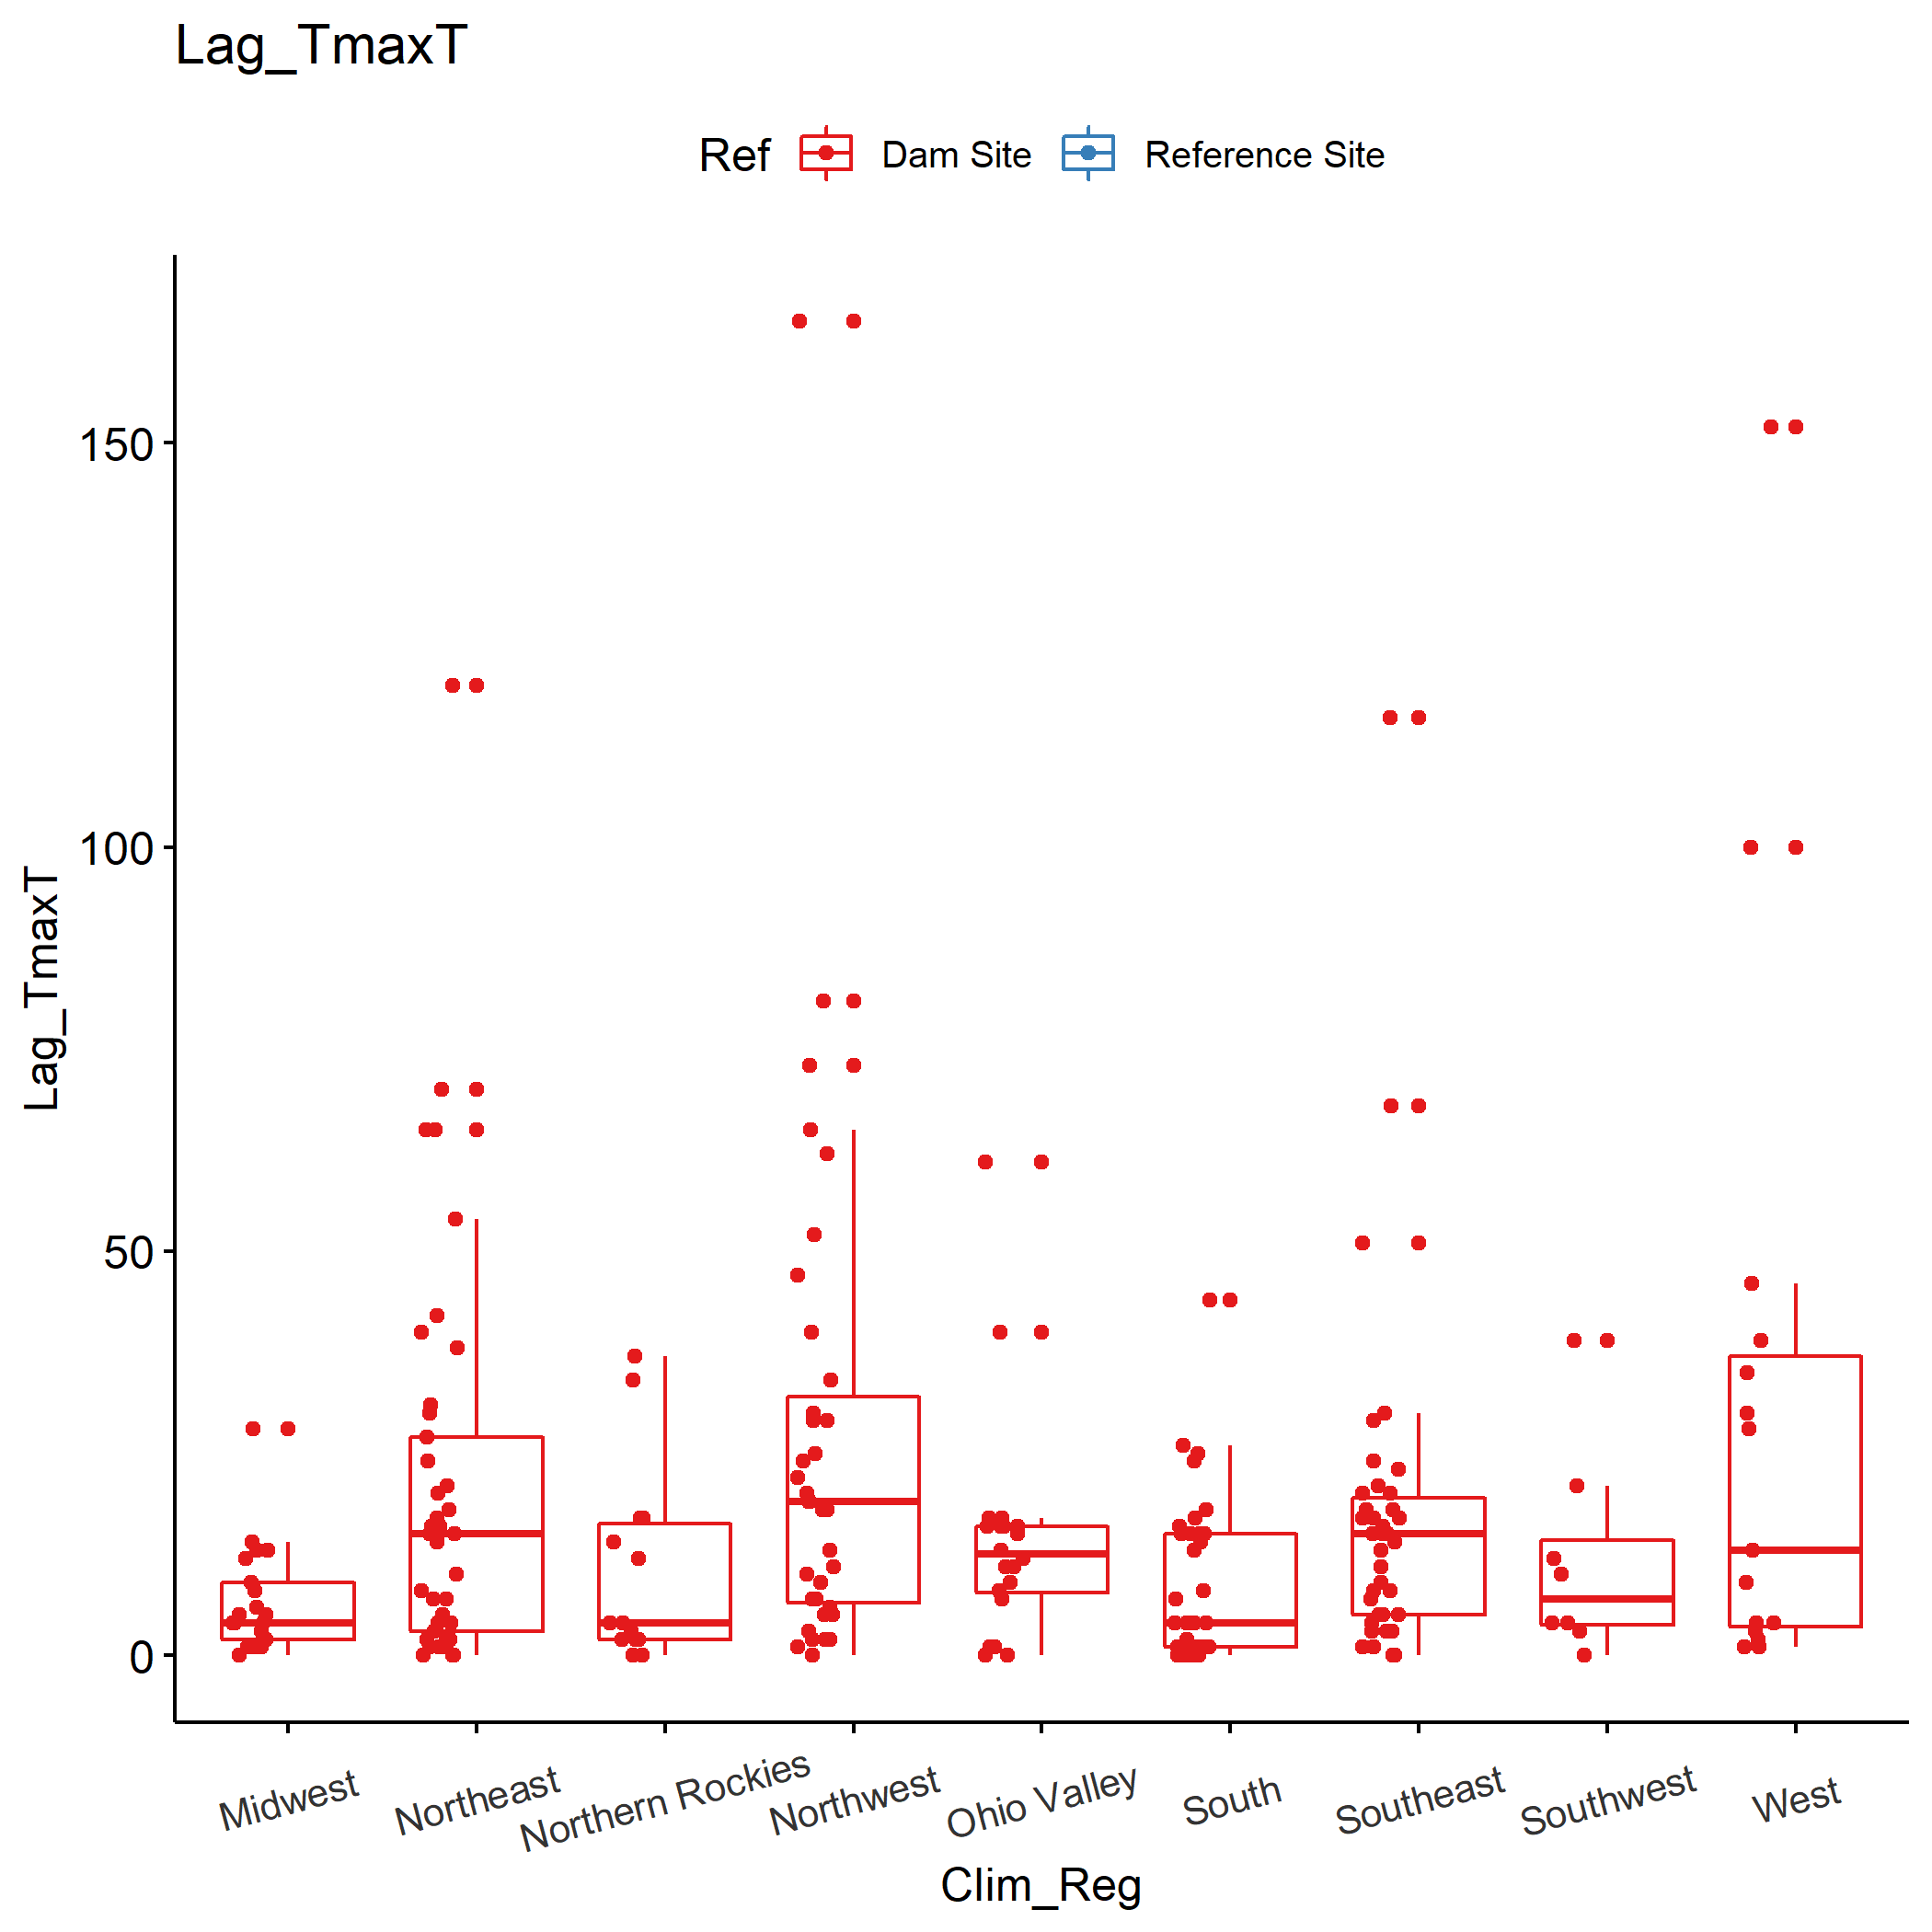 Lag_TmaxT
Ref Dam Site Reference Site
150
100
50
0
Lag_TmaxT
Midwest Northeast Northern Rockies Northwest Ohio Valley South Southeast Southwest West
Clim_Reg